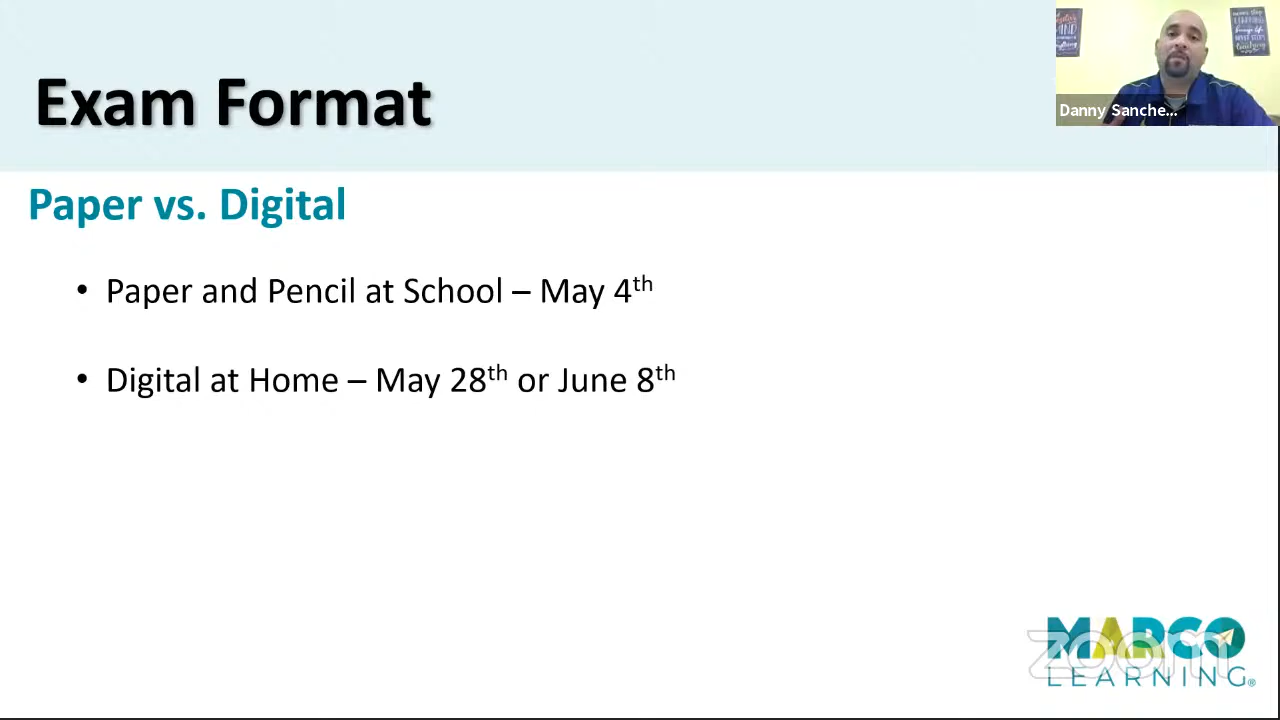 Exam Format
Danny Sanche...
Paper vs. Digital
• Paper and Pencil at School – May 4th
• Digital at Home – May 28th or June 8th
MARCO
zoom
LEARNING®